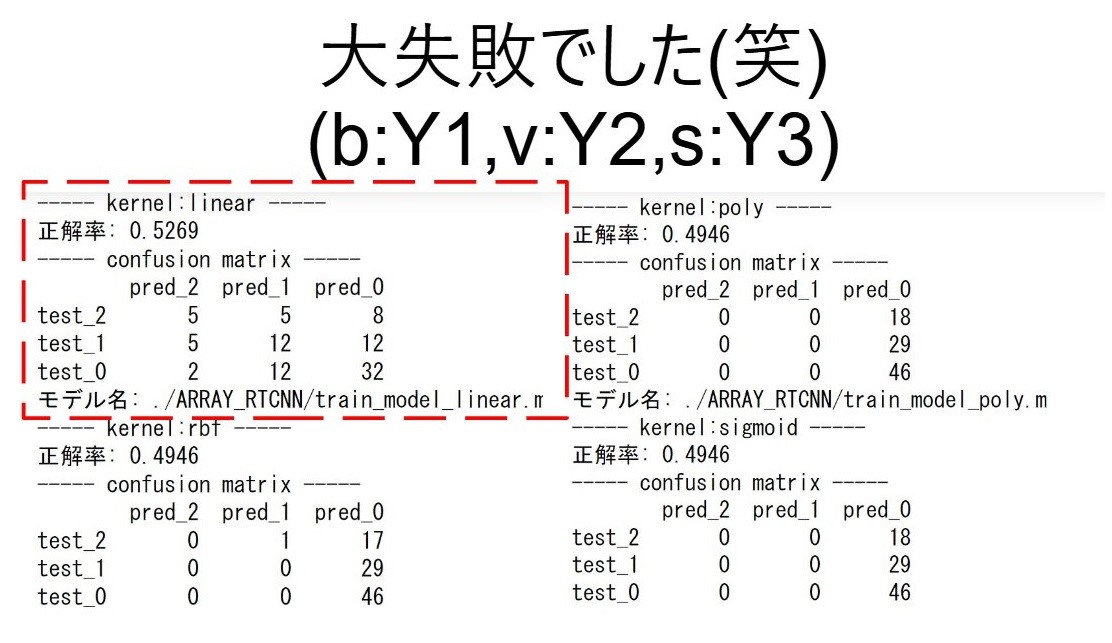 大失敗でした(笑)
(b:Y1,v:Y2,s:Y3)
----- kernel:linear -----
正解率: 0.5269
----- confusion matrix -----
pred_2 pred_1 pred_0
test_2 5 5 8
test_1 5 12 12
test_0 2 12 32
モデル名: ./ARRAY_RTCNN/train_model_linear.m
----- kernel:rbf -----
正解率: 0.4946
----- confusion matrix -----
pred_2 pred_1 pred_0
test_2 0 1 17
test_1 0 0 29
test_0 0 0 46
----- kernel:poly -----
正解率: 0.4946
----- confusion matrix -----
pred_2 pred_1 pred_0
test_2 0 0 18
test_1 0 0 29
test_0 0 0 46
モデル名: ./ARRAY_RTCNN/train_model_poly.m
----- kernel:sigmoid -----
正解率: 0.4946
----- confusion matrix -----
pred_2 pred_1 pred_0
test_2 0 0 18
test_1 0 0 29
test_0 0 0 46